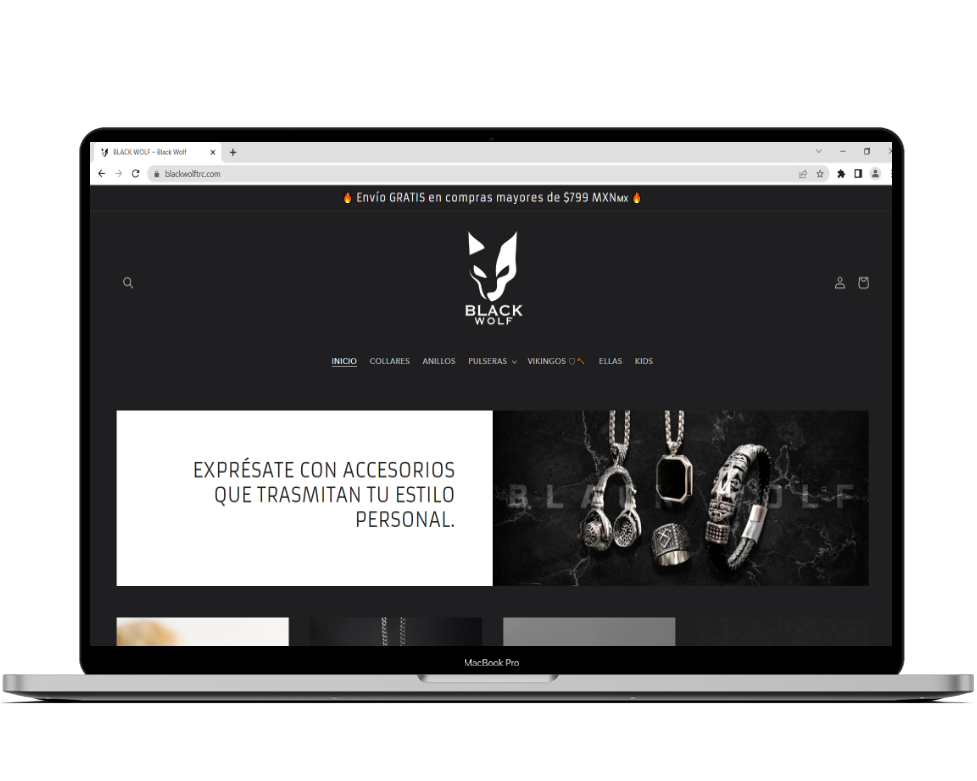 BLACK WOLF – Black Wolf
blackwolftrc.com
🔥 Envío GRATIS en compras mayores de $799 MXNMX 🔥
BLACK
WOLF
INICIO COLLARES ANILLOS PULSERAS VIKINGOS ELLAS KIDS
EXPRÉSATE CON ACCESORIOS
QUE TRASMITAN TU ESTILO
PERSONAL.
BLACK WOLF
MacBook Pro